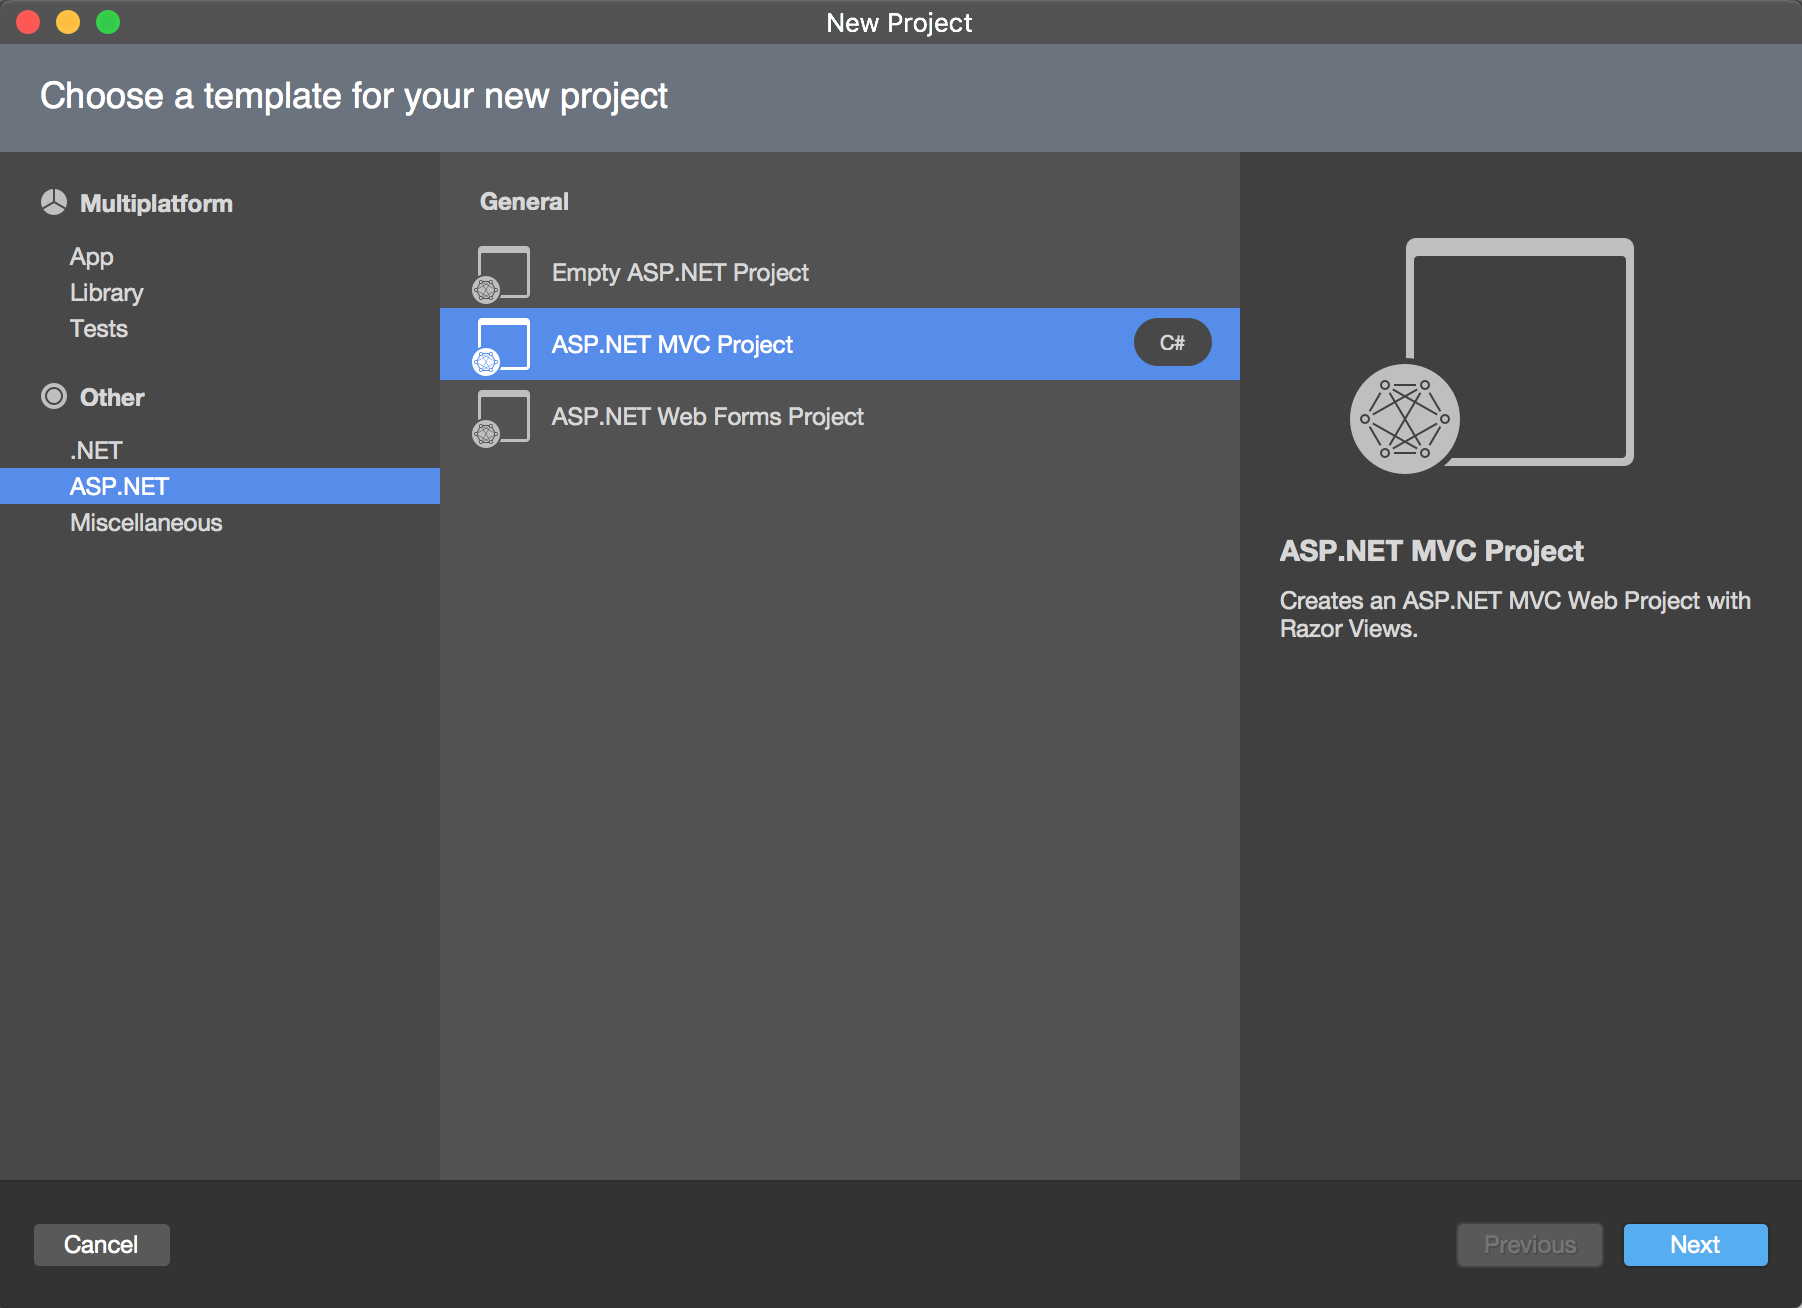 New Project
Choose a template for your new project
Multiplatform
App
Library
Tests
Other
.NET
ASP.NET
Miscellaneous
General
Empty ASP.NET Project
ASP.NET MVC Project
C#
ASP.NET Web Forms Project
ASP.NET MVC Project
Creates an ASP.NET MVC Web Project with
Razor Views.
Cancel
Previous
Next